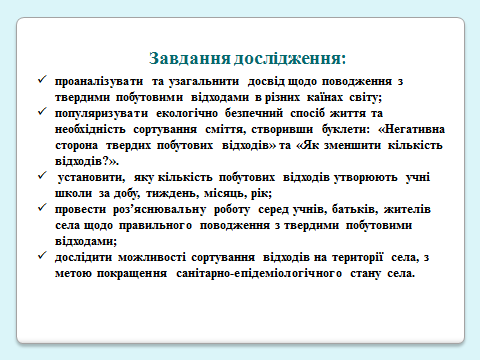 Завдання дослідження:
✓ проаналізувати та узагальнити досвід щодо поводження з
твердими побутовими відходами в різних каїнах світу;
✓ популяризувати екологічно безпечний спосіб життя та
необхідність сортування сміття, створивши буклети: «Негативна
сторона твердих побутових відходів» та «Як зменшити кількість
відходів?».
✓ установити, яку кількість побутових відходів утворюють учні
школи за добу, тиждень, місяць, рік;
✓ провести роз’яснювальну роботу серед учнів, батьків, жителів
села щодо правильного поводження з твердими побутовими
відходами;
✓ дослідити можливості сортування відходів на території села, з
метою покращення санітарно-епідеміологічного стану села.